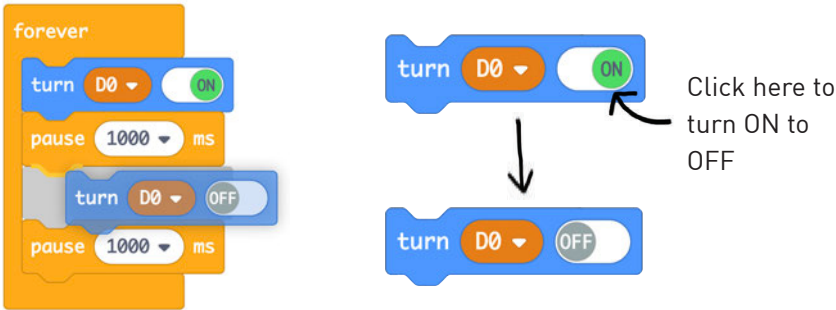 forever
turn D0 ON
pause 1000 ms
turn D0 OFF
pause 1000 ms
turn D0 ON
Click here to
turn ON to
OFF
turn D0 OFF